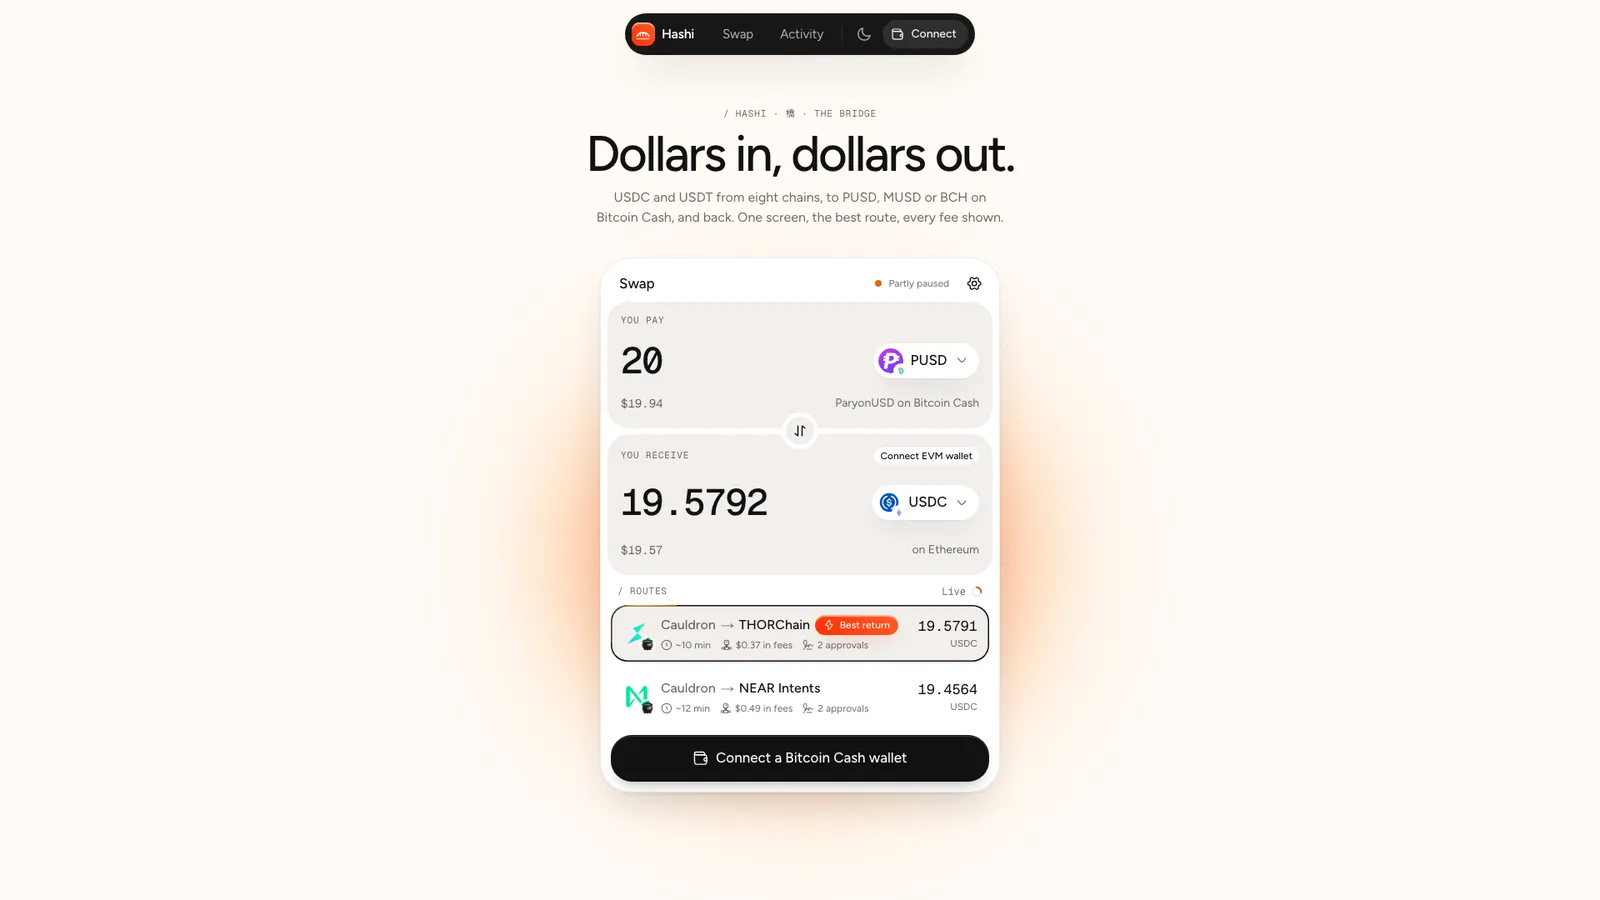 Hashi
Swap
Activity
Connect
/ HASHI · 橋 · THE BRIDGE
Dollars in, dollars out.
USDC and USDT from eight chains, to PUSD, MUSD or BCH on
Bitcoin Cash, and back. One screen, the best route, every fee shown.
Swap
Partly paused
YOU PAY
20
PUSD
$19.94
ParyonUSD on Bitcoin Cash
YOU RECEIVE
Connect EVM wallet
19.5792
USDC
$19.57
on Ethereum
/ ROUTES
Live
Cauldron → THORChain
Best return
19.5791
~10 min
$0.37 in fees
2 approvals
USDC
Cauldron → NEAR Intents
19.4564
~12 min
$0.49 in fees
2 approvals
USDC
Connect a Bitcoin Cash wallet